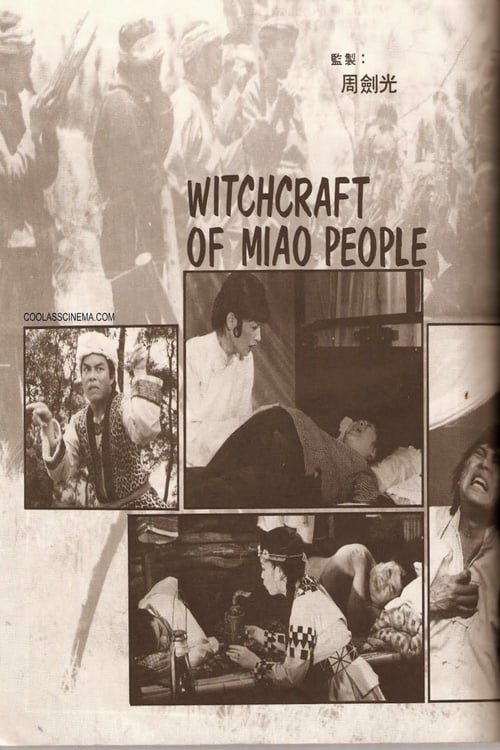 監製：
周劍光
WITCHCRAFT
OF MIAO PEOPLE
COOLASSCINEMA.COM